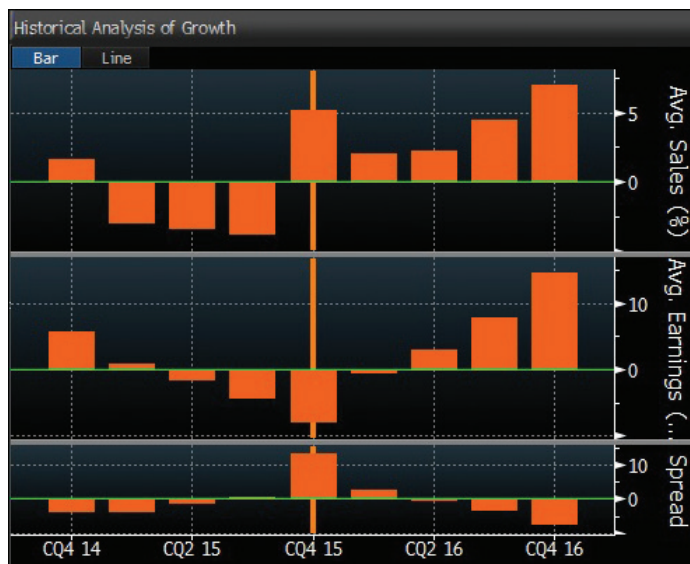 Historical Analysis of Growth
Bar Line
5
0
Avg. Sales (%)
10
0
Avg. Earnings (...
10
0
Spread
CQ4 14 CQ2 15 CQ4 15 CQ2 16 CQ4 16